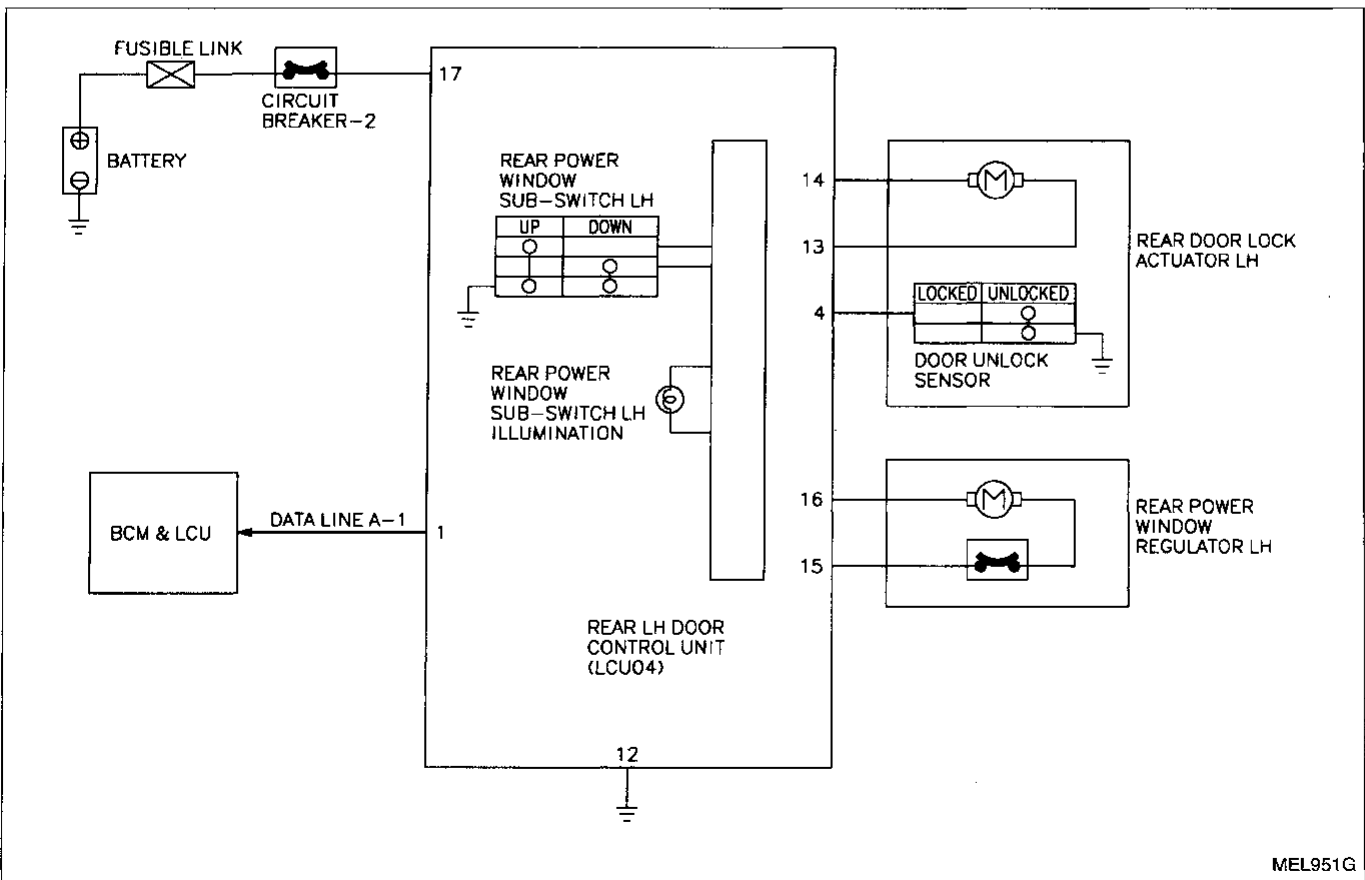 FUSIBLE LINK
CIRCUIT
BREAKER-2
BATTERY
17
REAR POWER
WINDOW
SUB-SWITCH LH
UP DOWN
REAR POWER
WINDOW
SUB-SWITCH LH
ILLUMINATION
14
13
4
M
LOCKED UNLOCKED
DOOR UNLOCK
SENSOR
REAR DOOR LOCK
ACTUATOR LH
BCM & LCU
DATA LINE A-1
1
16
15
M
REAR POWER
WINDOW
REGULATOR LH
REAR LH DOOR
CONTROL UNIT
(LCU04)
12
MEL951G